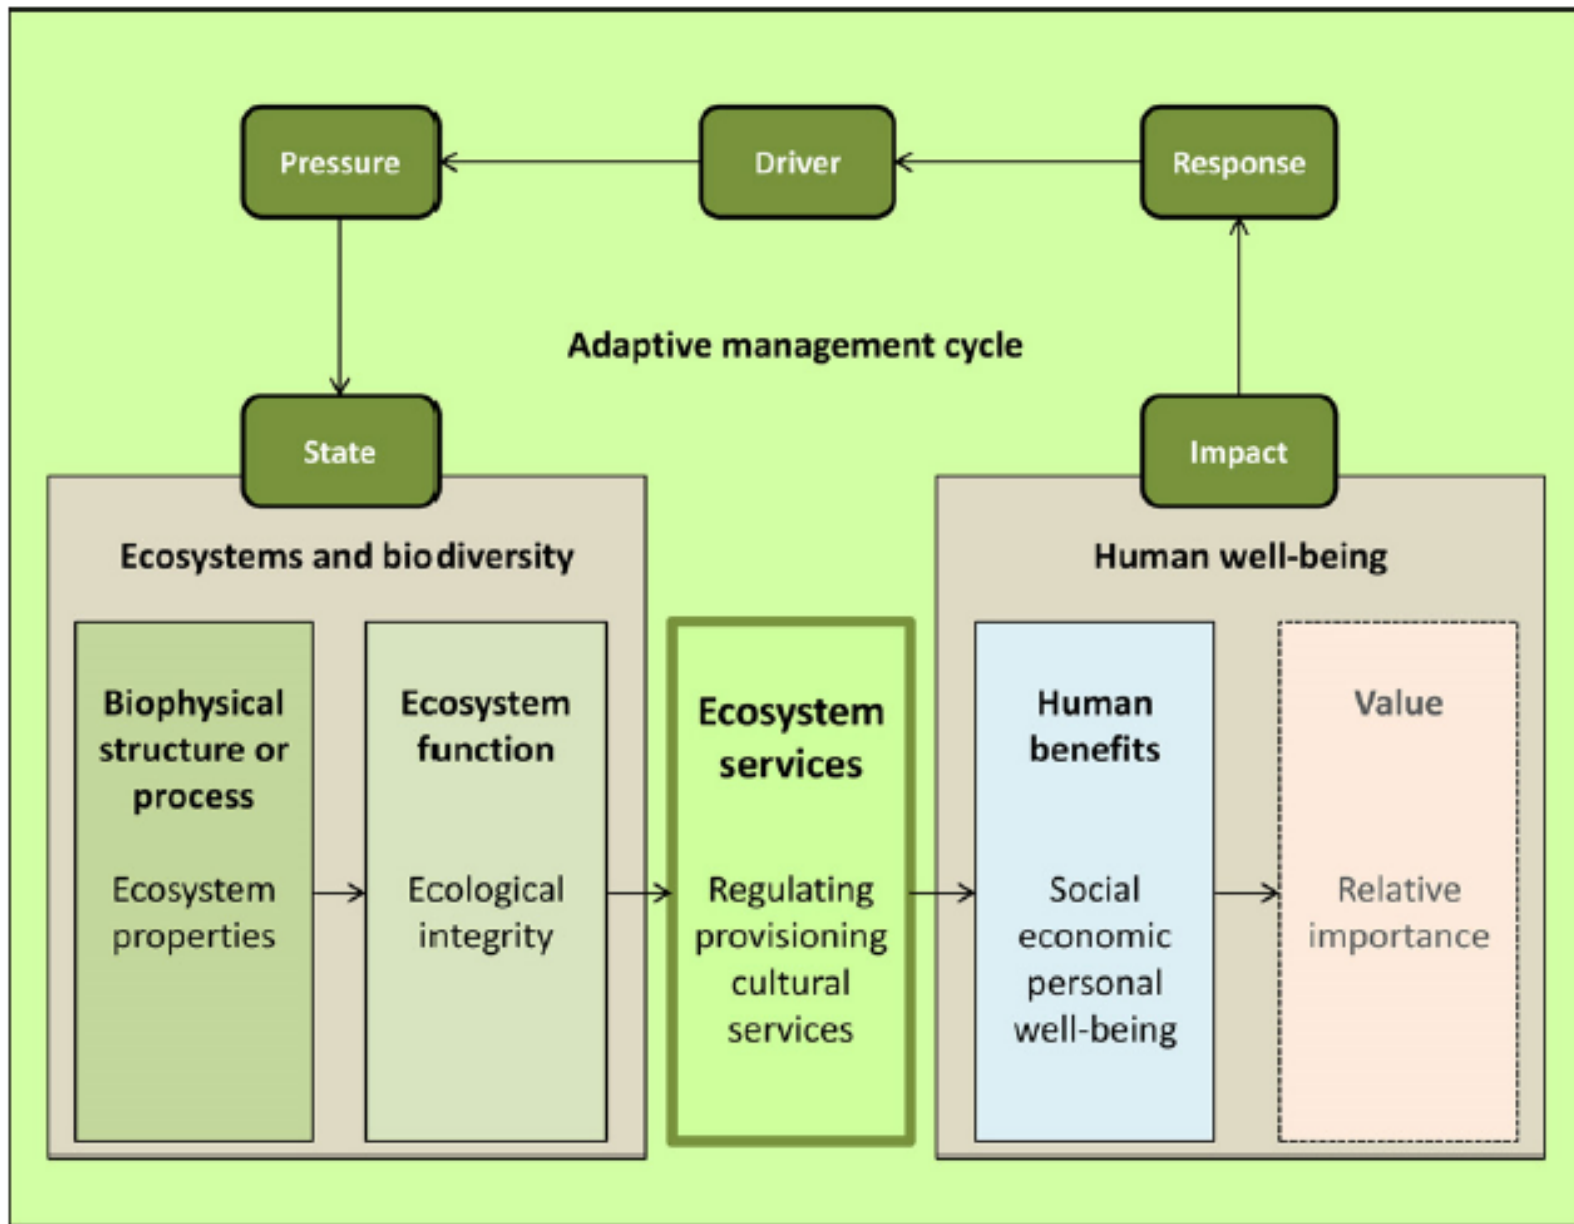 Pressure
Driver
Response
Adaptive management cycle
State
Impact
Ecosystems and biodiversity
Human well-being
Biophysical
structure or
process
Ecosystem
properties
Ecosystem
function
Ecological
integrity
Ecosystem
services
Regulating
provisioning
cultural
services
Human
benefits
Social
economic
personal
well-being
Value
Relative
importance